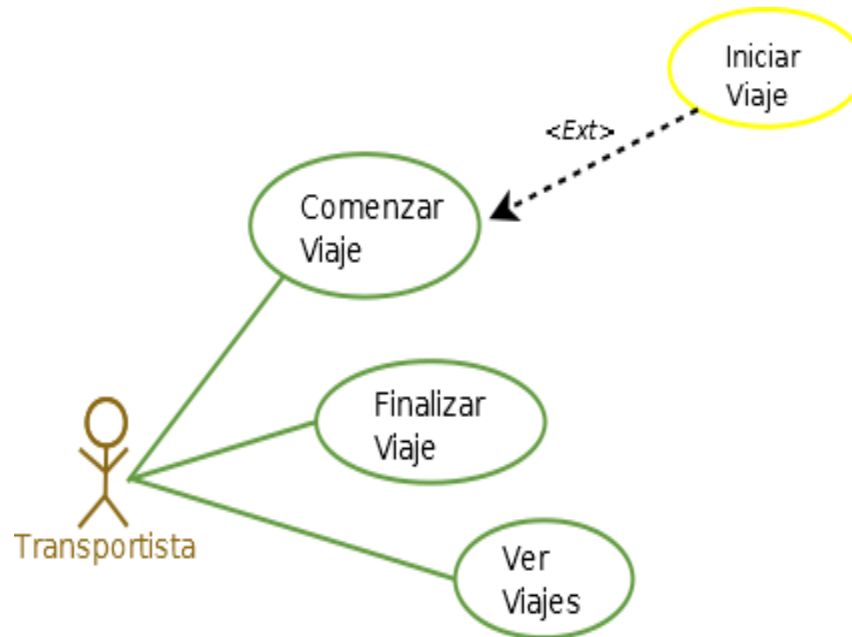 Iniciar
Viaje
<Ext>
Comenzar
Viaje
Finalizar
Viaje
Transportista
Ver
Viajes